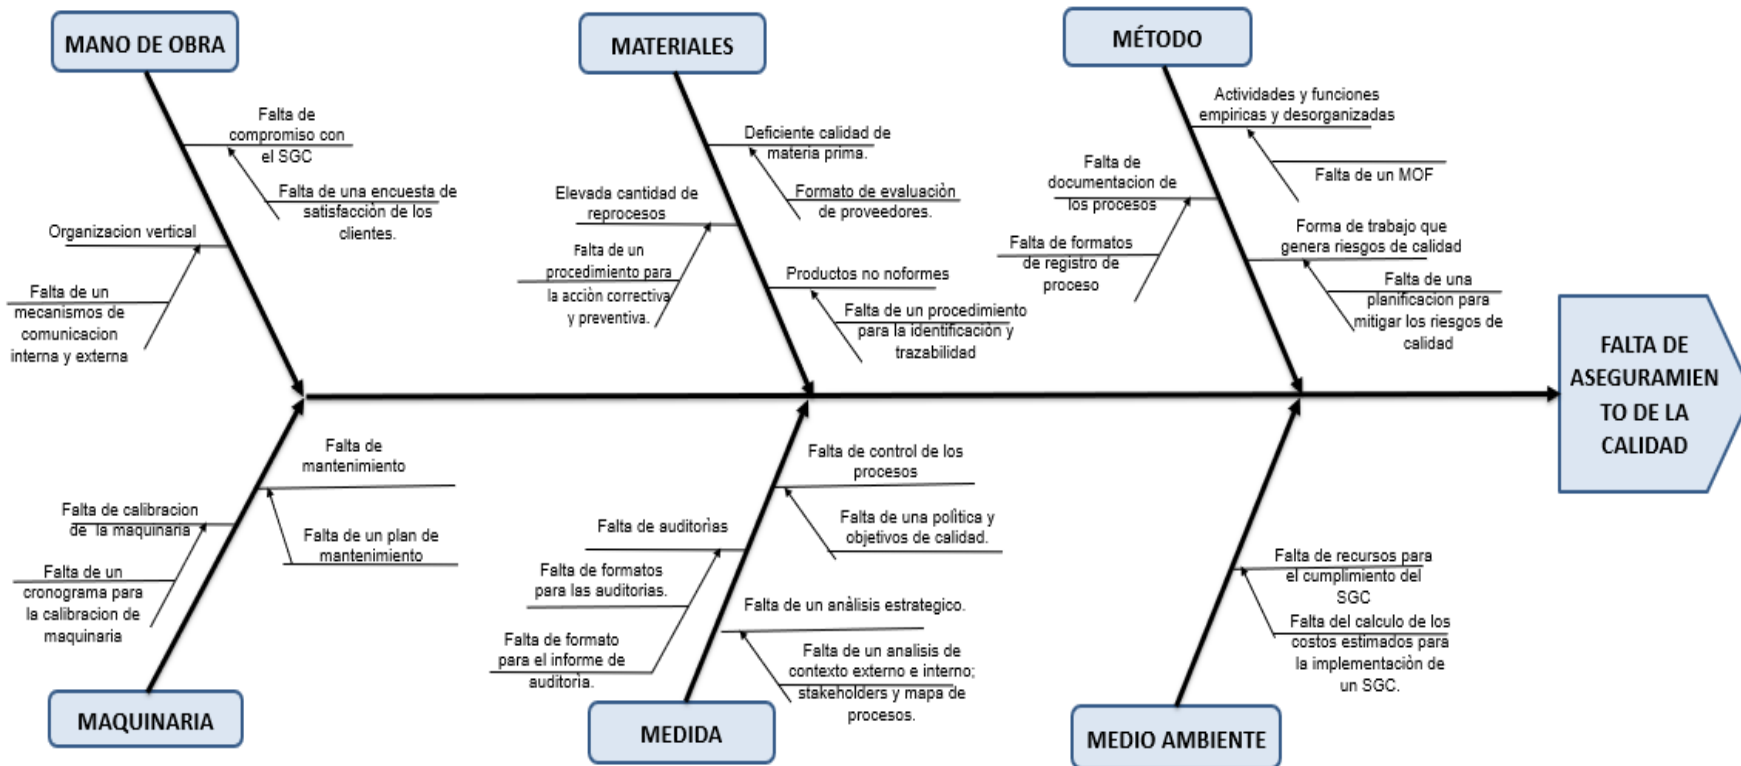 MANO DE OBRA
Falta de
compromiso con
el SGC
Falta de una encuesta de
satisfacciòn de los
clientes.
Organizacion vertical
Falta de un
mecanismos de
comunicacion
interna y externa
MATERIALES
Deficiente calidad de
materia prima.
Formato de evaluaciòn
de proveedores.
Elevada cantidad de
reprocesos
Falta de un
procedimiento para
la acciòn correctiva
y preventiva.
Productos no noformes
Falta de un procedimiento
para la identificaciòn y
trazabilidad
MÉTODO
Actividades y funciones
empiricas y desorganizadas
Falta de un MOF
Falta de
documentacion de
los procesos
Falta de formatos
de registro de
proceso
Forma de trabajo que
genera riesgos de calidad
Falta de una
planificacion para
mitigar los riesgos de
calidad
FALTA DE
ASEGURAMIEN
TO DE LA
CALIDAD
Falta de
mantenimiento
Falta de un plan de
mantenimiento
Falta de calibracion
de la maquinaria
Falta de un
cronograma para
la calibracion de
maquinaria
MAQUINARIA
Falta de control de los
procesos
Falta de una polìtica y
objetivos de calidad.
Falta de auditorìas
Falta de formatos
para las auditorias.
Falta de formato
para el informe de
auditorìa.
Falta de un anàlisis estrategico.
Falta de un analisis de
contexto externo e interno;
stakeholders y mapa de
procesos.
MEDIDA
Falta de recursos para
el cumplimiento del
SGC
Falta del calculo de los
costos estimados para
la implementaciòn de
un SGC.
MEDIO AMBIENTE